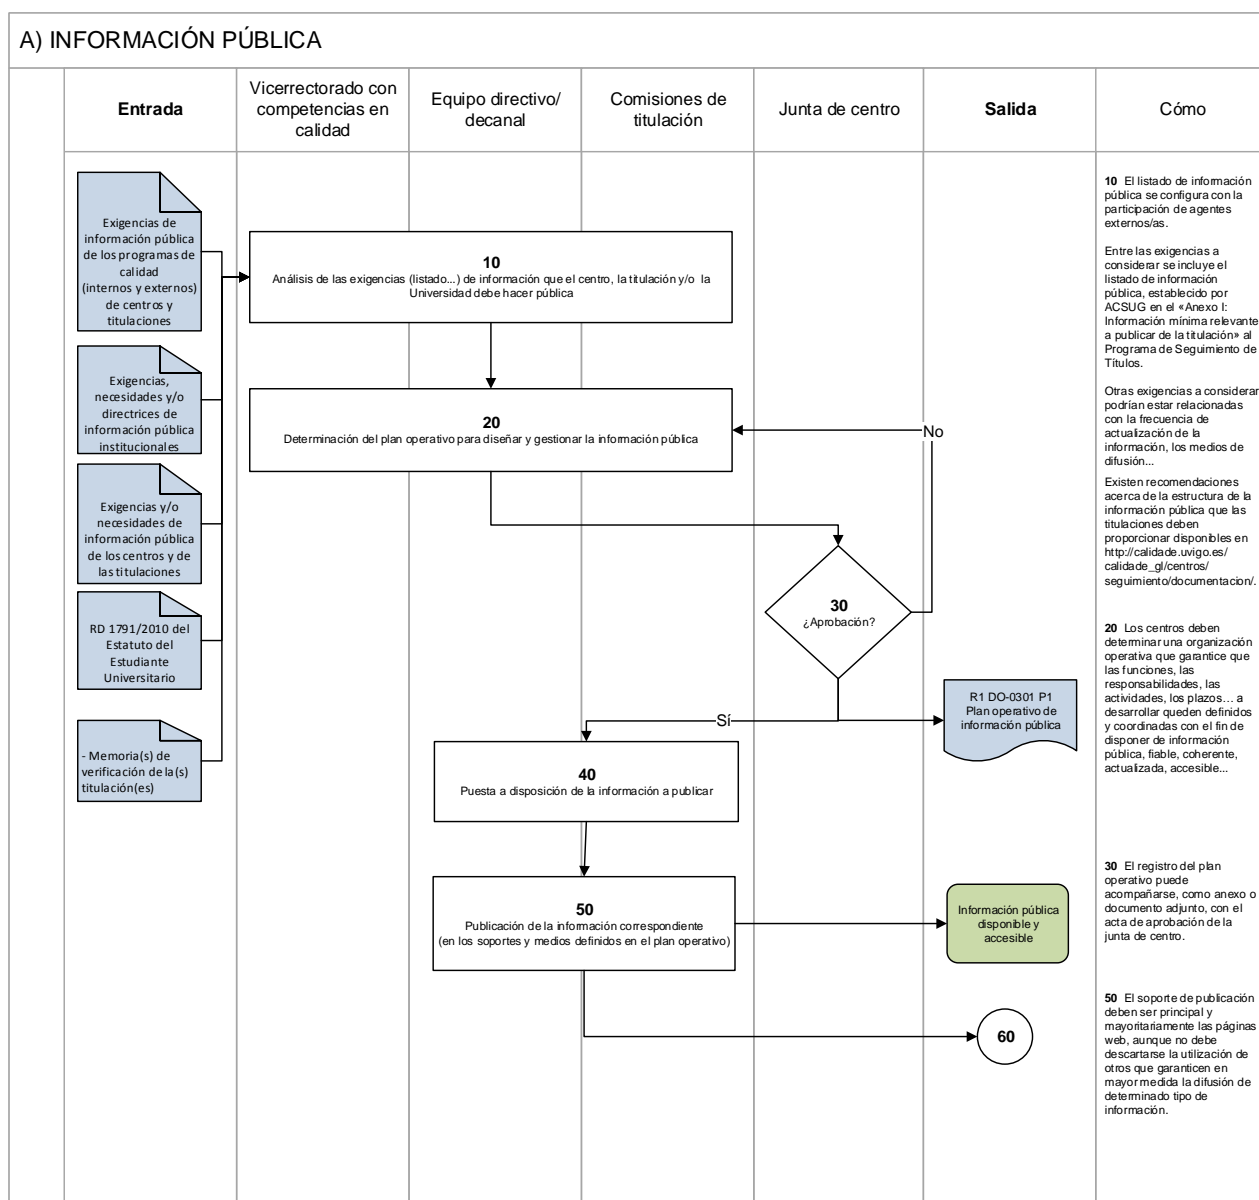 A) INFORMACIÓN PÚBLICA
Entrada
Vicerrectorado con
competencias en
calidad
Equipo directivo/
decanal
Comisiones de
titulación
Junta de centro
Salida
Cómo
Exigencias de
información pública
de los programas de
calidad
(internos y externos)
de centros y
titulaciones
Exigencias,
necesidades y/o
directrices de
información pública
institucionales
Exigencias y/o
necesidades de
información pública
de los centros y de
las titulaciones
RD 1791/2010 del
Estatuto del
Estudiante
Universitario
- Memoria(s) de
verificación de la(s)
titulación(es)
10
Análisis de las exigencias (listado...) de información que el centro, la titulación y/o la
Universidad debe hacer pública
20
Determinación del plan operativo para diseñar y gestionar la información pública
No
30
¿Aprobación?
Sí
R1 DO-0301 P1
Plan operativo de
información pública
40
Puesta a disposición de la información a publicar
50
Publicación de la información correspondiente
(en los soportes y medios definidos en el plan operativo)
Información pública
disponible y
accesible
60
10 El listado de información
pública se configura con la
participación de agentes
externos/as.
Entre las exigencias a
considerar se incluye el
listado de información
pública, establecido por
ACSUG en el «Anexo I:
Información mínima relevante
a publicar de la titulación» al
Programa de Seguimiento de
Títulos.
Otras exigencias a considerar
podrían estar relacionadas
con la frecuencia de
actualización de la
información, los medios de
difusión...
Existen recomendaciones
acerca de la estructura de la
información pública que las
titulaciones deben
proporcionar disponibles en
http://calidade.uvigo.es/
calidade_gl/centros/
seguimiento/documentacion/.
20 Los centros deben
determinar una organización
operativa que garantice que
las funciones, las
responsabilidades, las
actividades, los plazos... a
desarrollar queden definidos
y coordinadas con el fin de
disponer de información
pública, fiable, coherente,
actualizada, accesible...
30 El registro del plan
operativo puede
acompañarse, como anexo o
documento adjunto, con el
acta de aprobación de la
junta de centro.
50 El soporte de publicación
deben ser principal y
mayoritariamente las páginas
web, aunque no debe
descartarse la utilización de
otros que garanticen en
mayor medida la difusión de
determinado tipo de
información.